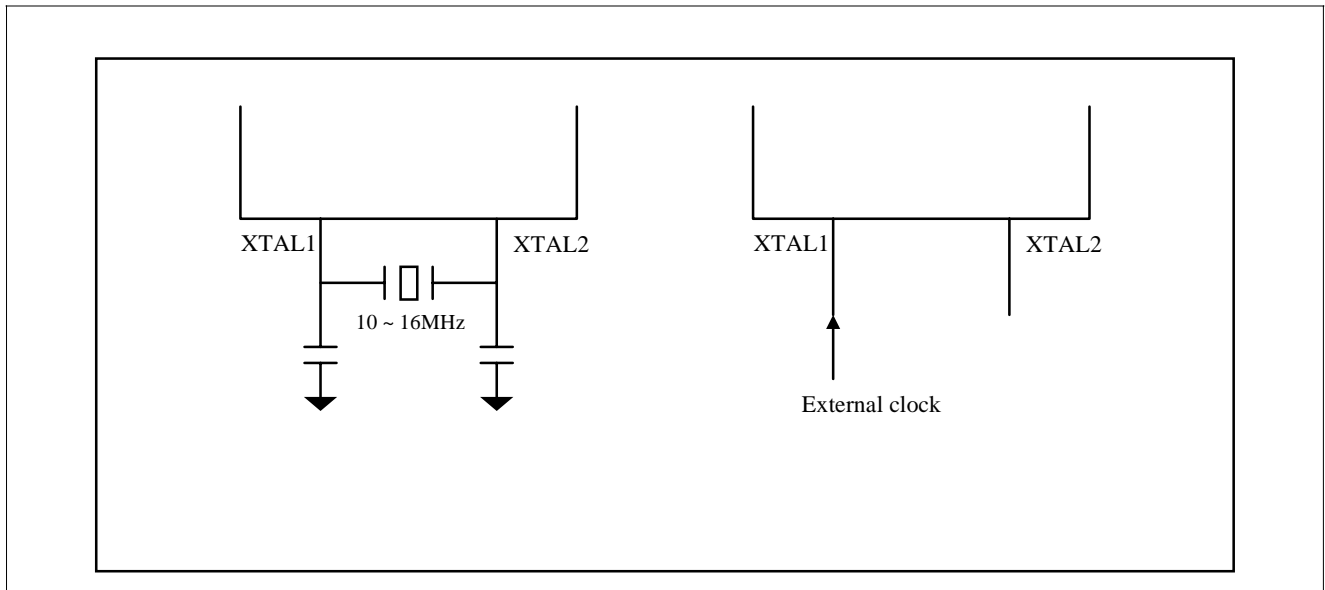 XTAL1
XTAL2
10 ~ 16MHz
XTAL1
XTAL2
External clock